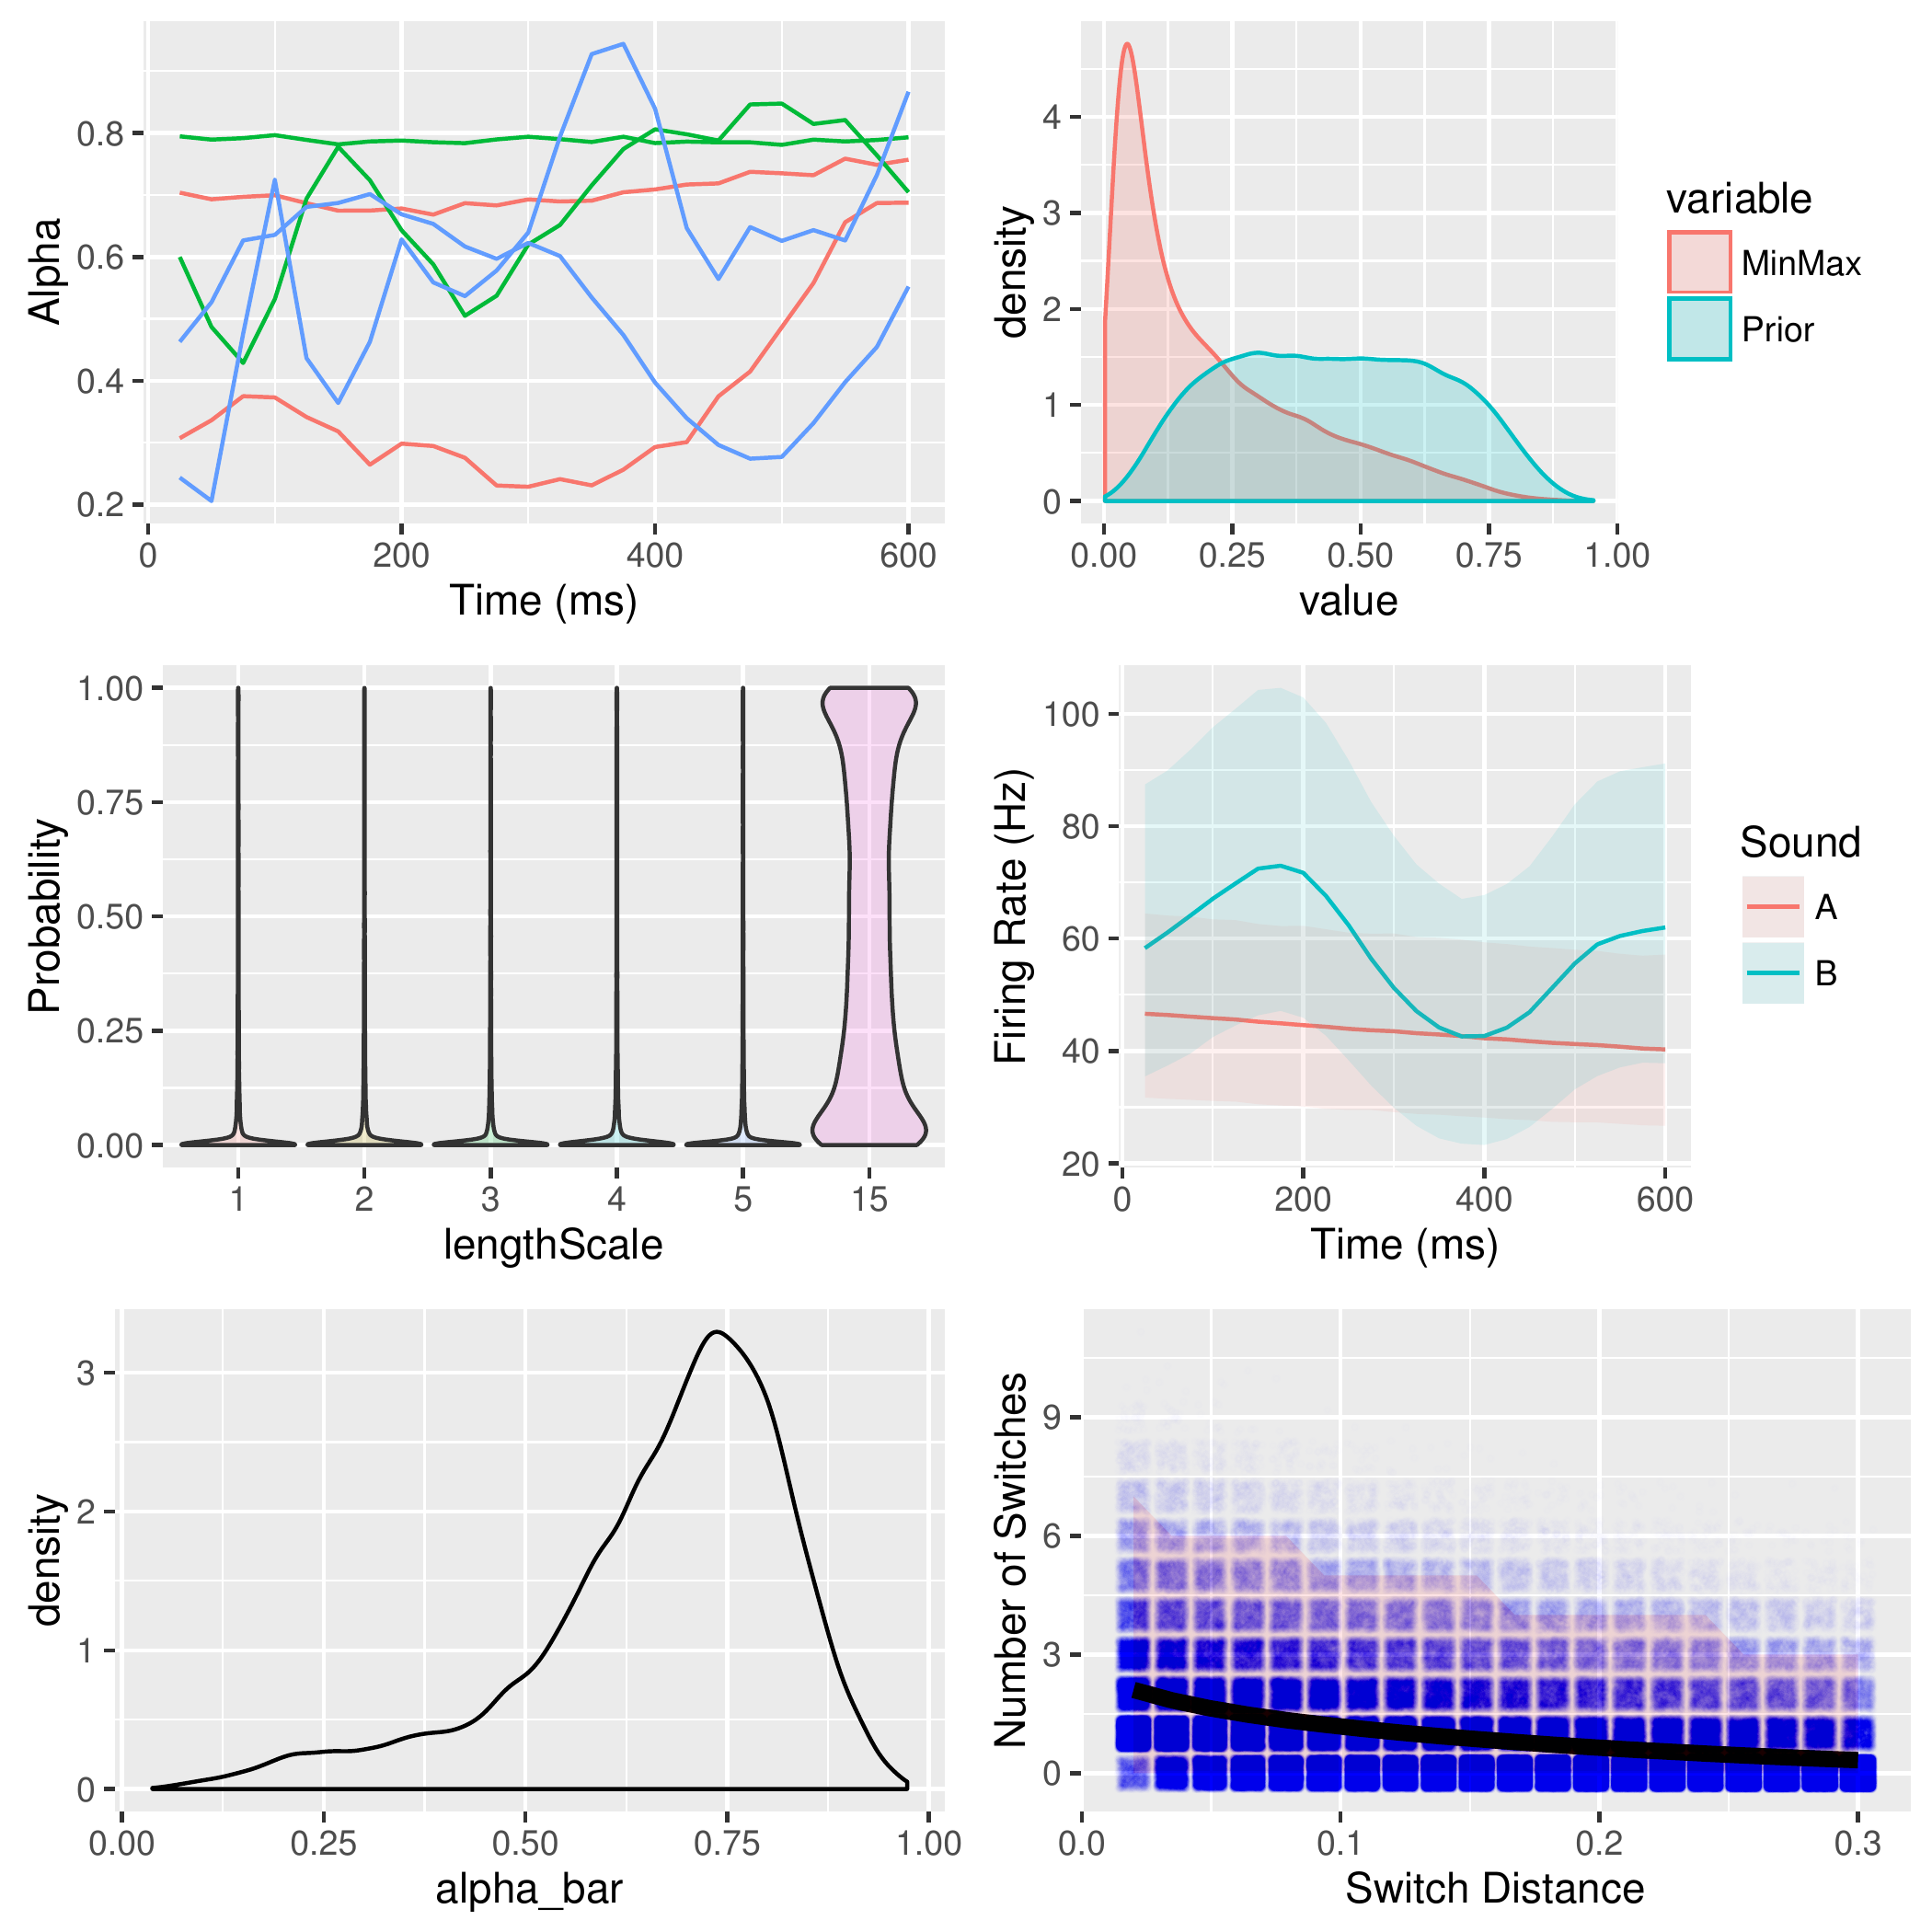 Alpha
0.8
0.6
0.4
0.2
0 200 400 600
Time (ms)
density
4
3
2
1
0
0.00 0.25 0.50 0.75 1.00
value
variable
MinMax
Prior
Probability
1.00
0.75
0.50
0.25
0.00
1 2 3 4 5 15
lengthScale
Firing Rate (Hz)
100
80
60
40
20
0 200 400 600
Time (ms)
Sound
A
B
density
3
2
1
0
0.00 0.25 0.50 0.75 1.00
alpha_bar
Number of Switches
9
6
3
0
0.0 0.1 0.2 0.3
Switch Distance